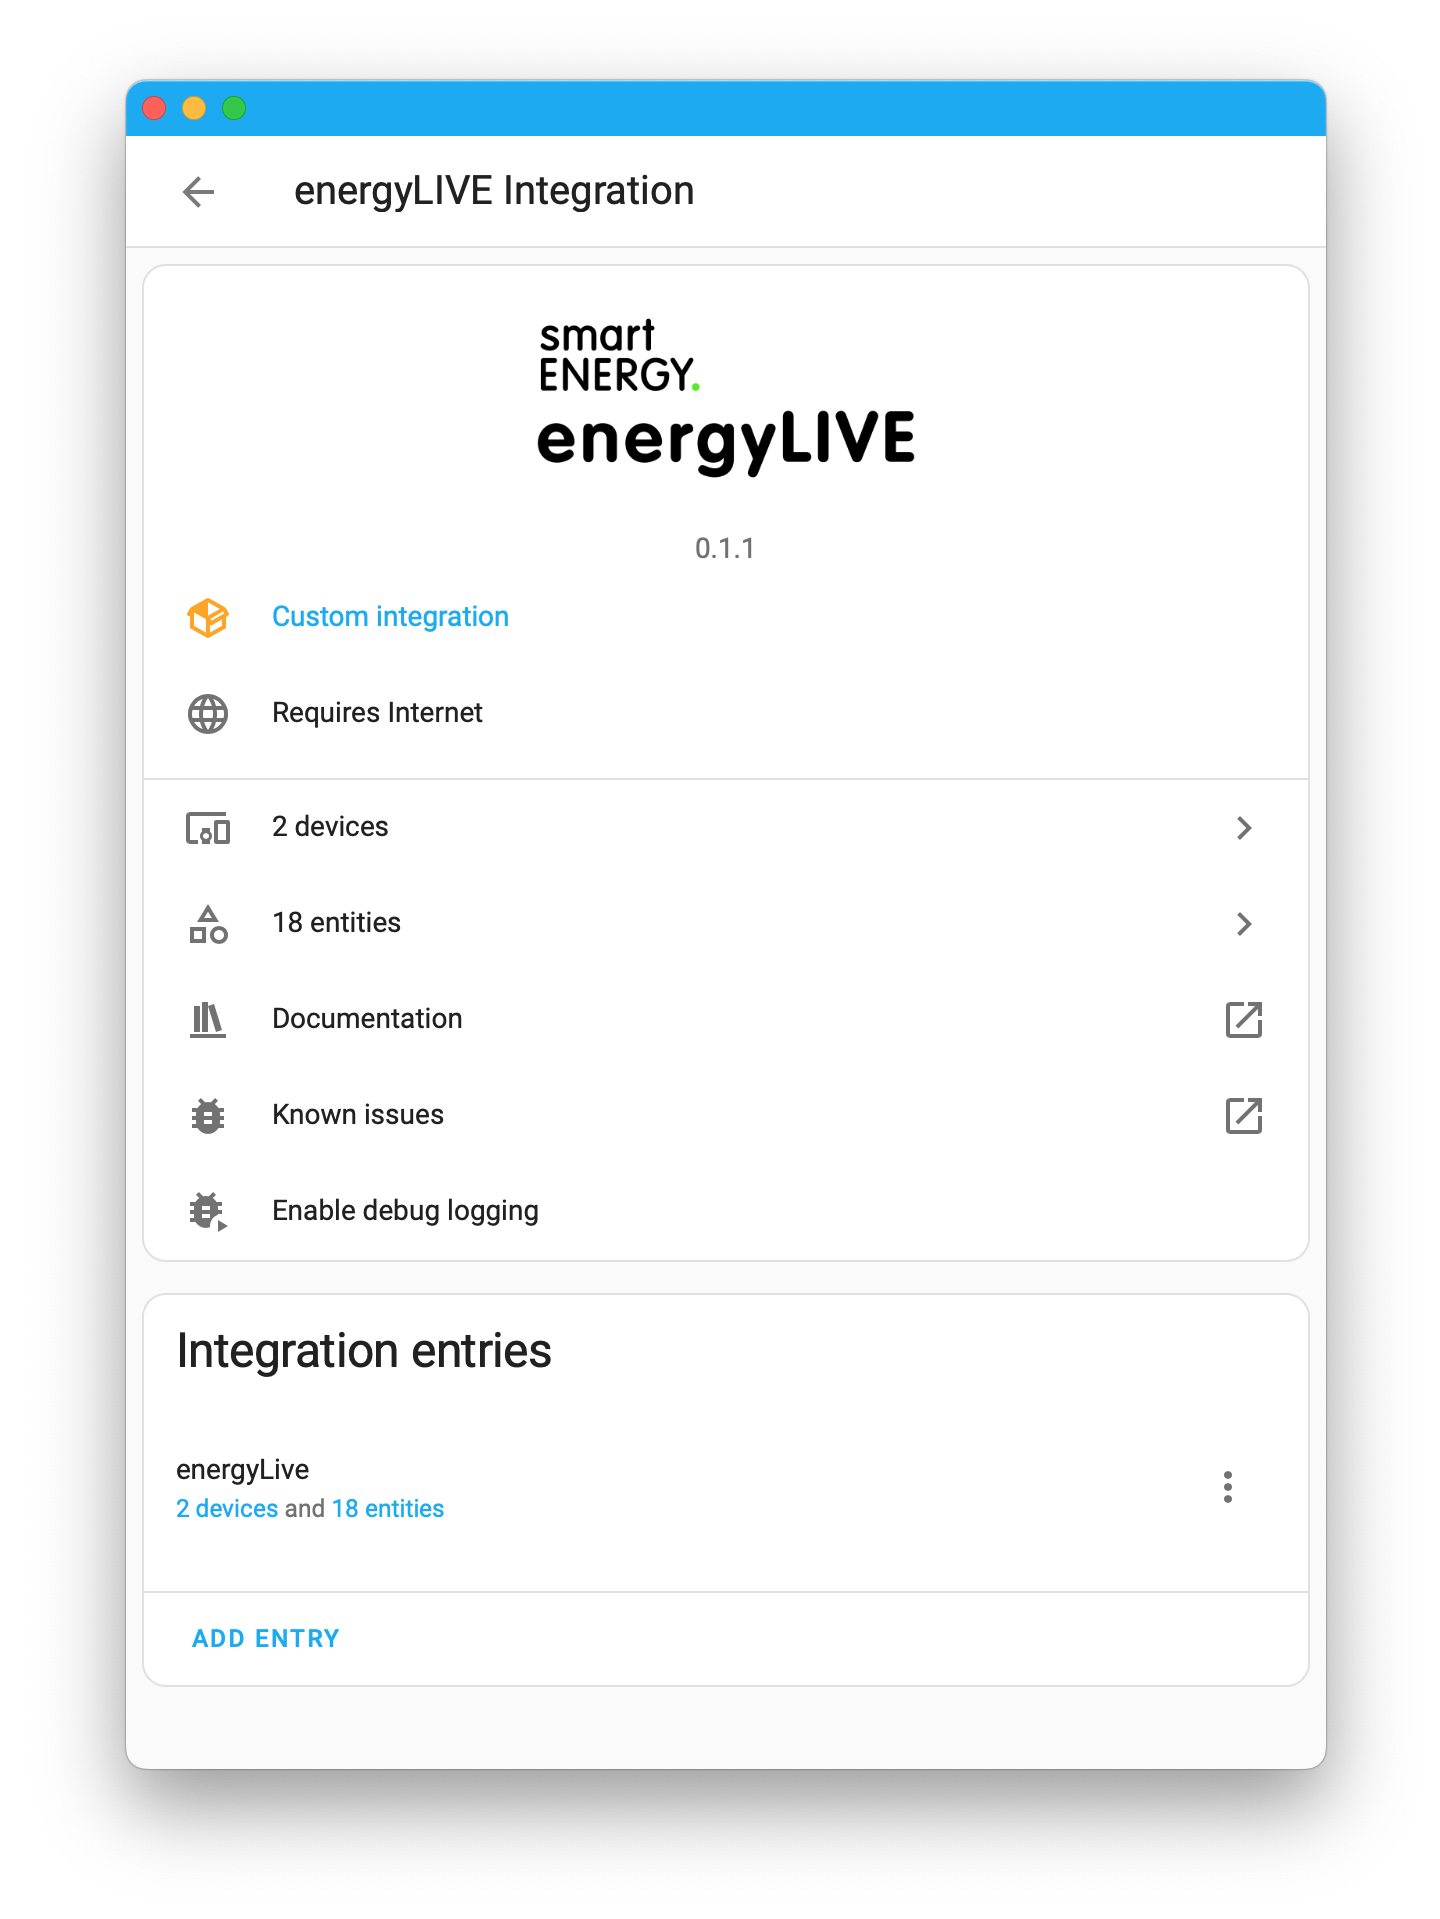 energyLIVE Integration
smart
ENERGY.
energyLIVE
0.1.1
Custom integration
Requires Internet
2 devices
18 entities
Documentation
Known issues
Enable debug logging
Integration entries
energyLive
2 devices and 18 entities
ADD ENTRY